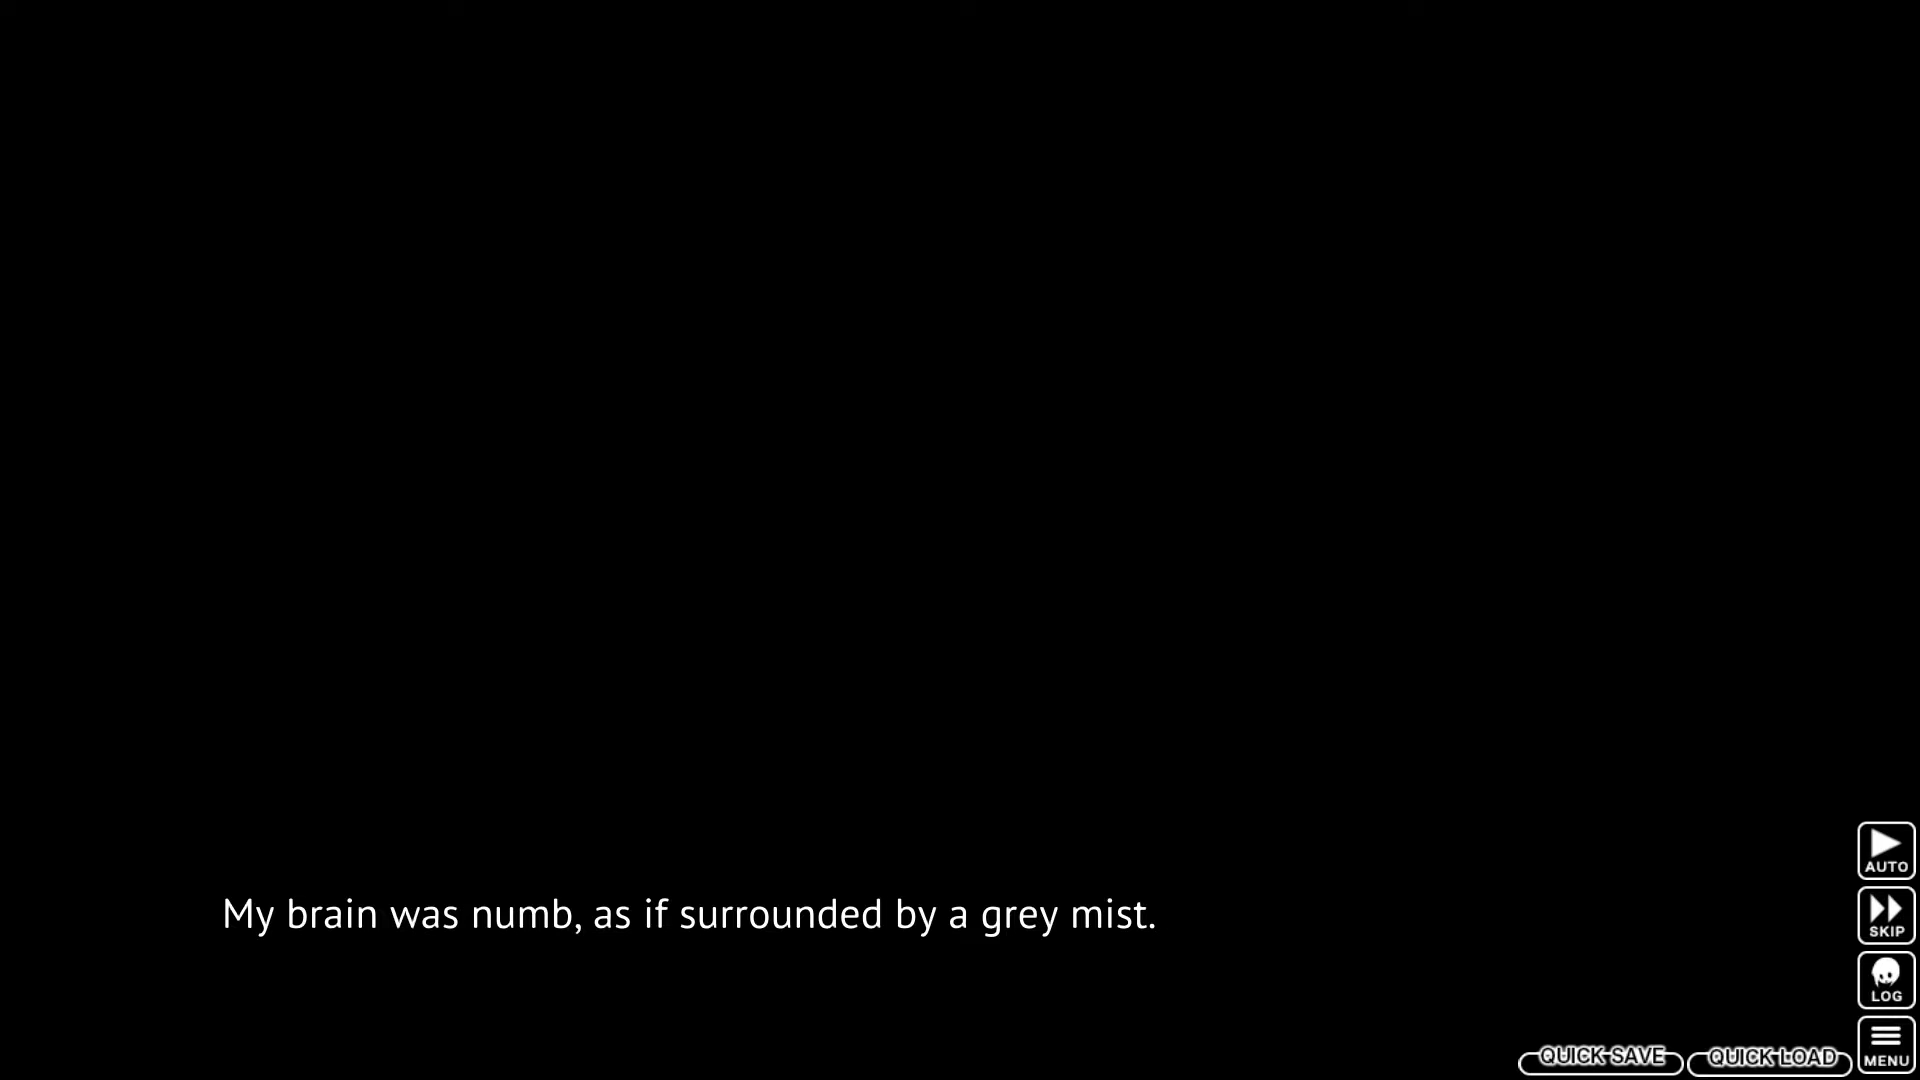 AUTO
My brain was numb, as if surrounded by a grey mist.
SKIP
LOG
QUICK SAVE QUICK LOAD MENU